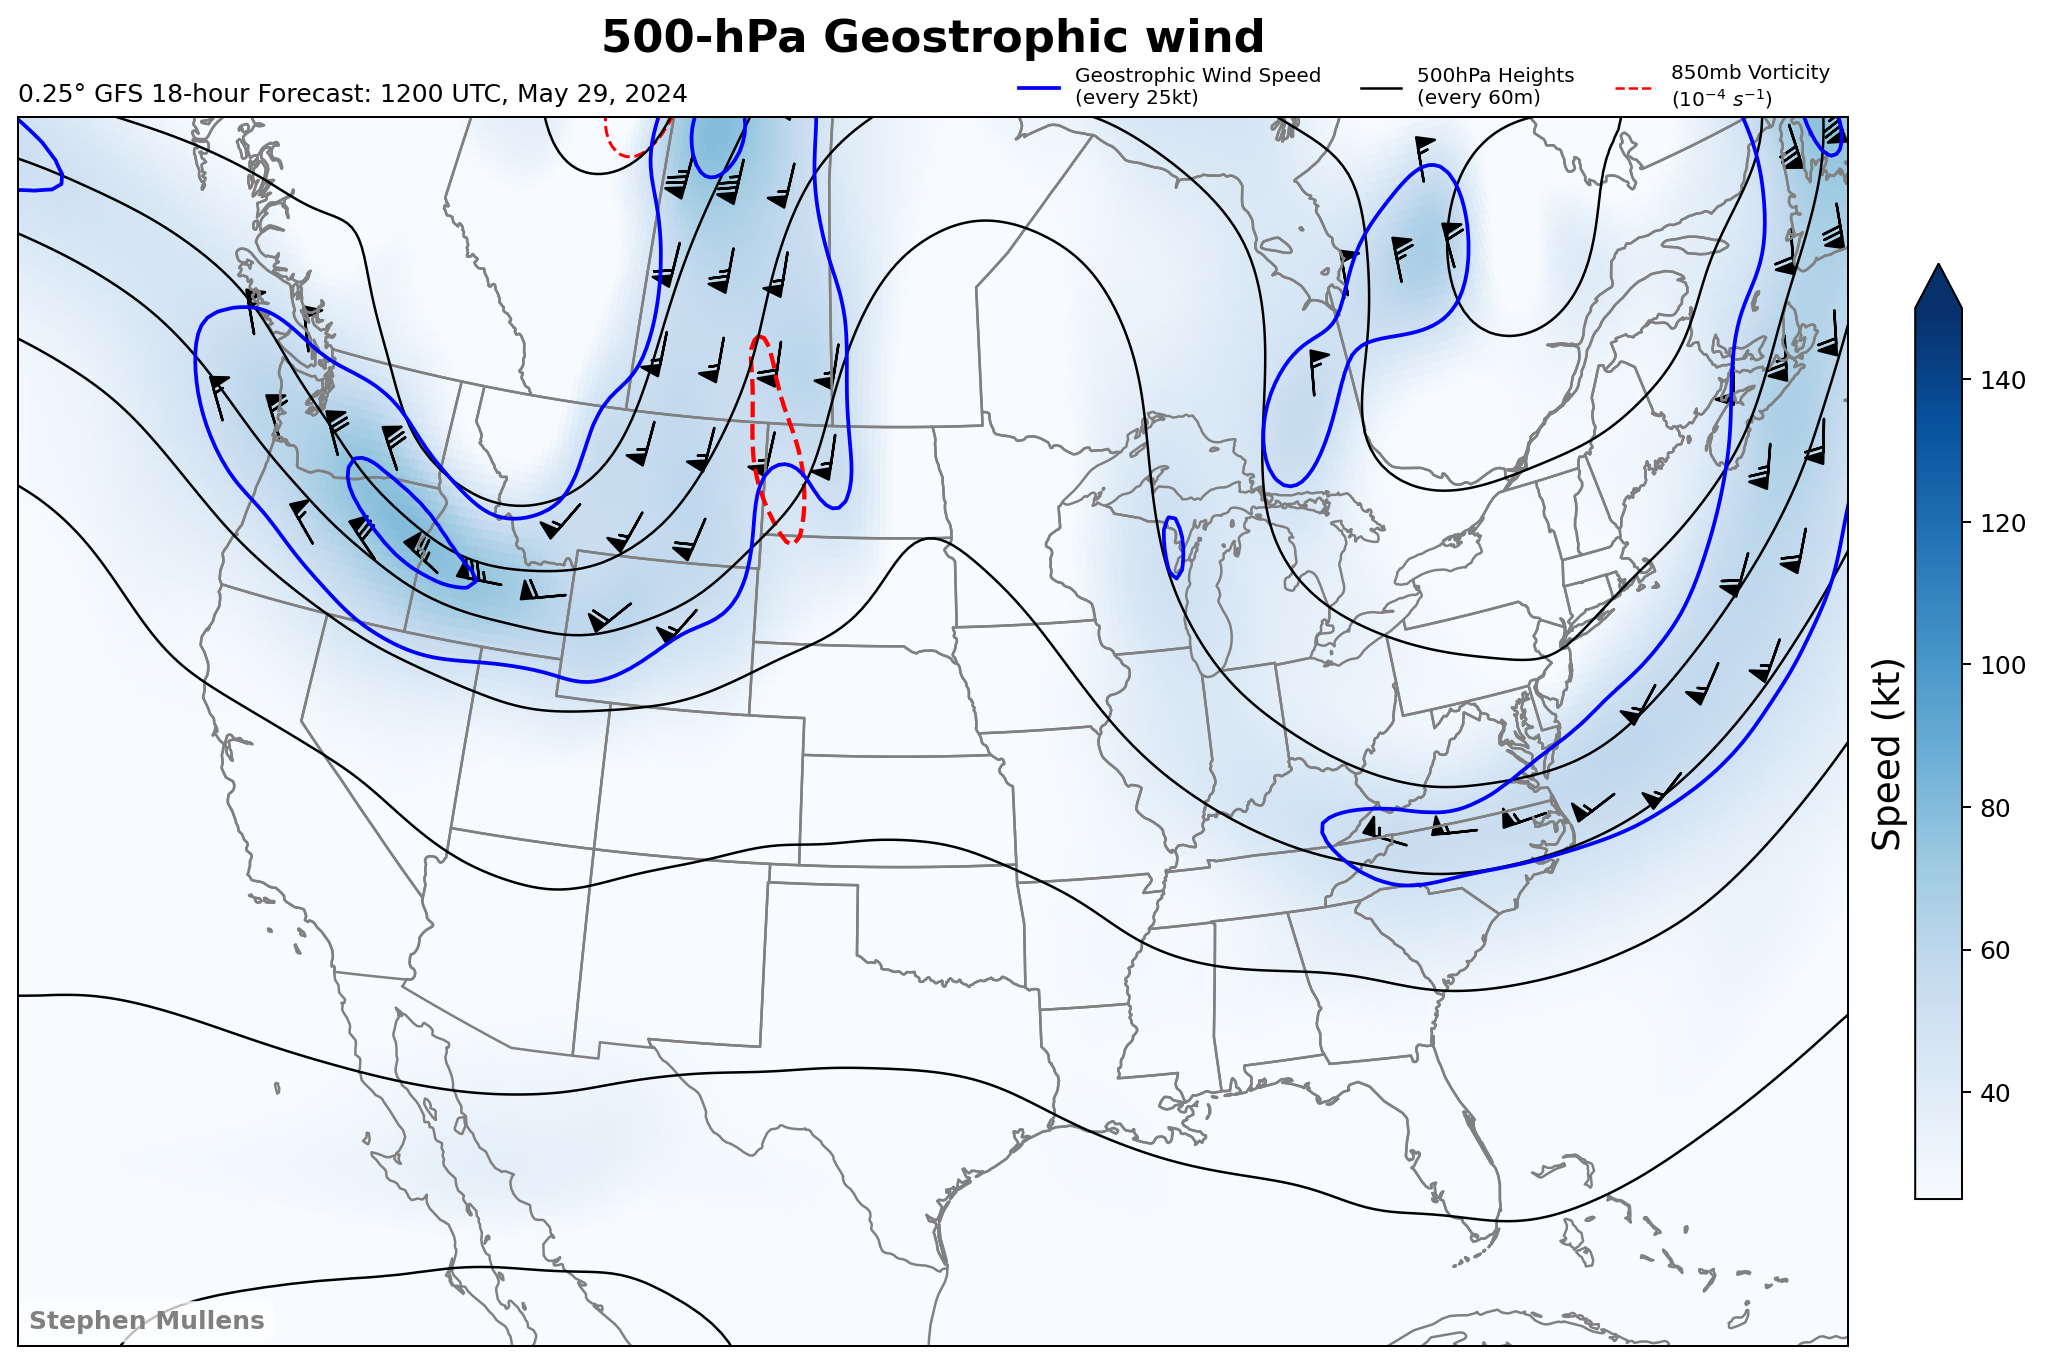 500-hPa Geostrophic wind
0.25° GFS 18-hour Forecast: 1200 UTC, May 29, 2024
Geostrophic Wind Speed
(every 25kt)
500hPa Heights
(every 60m)
850mb Vorticity
(10⁻⁴ s⁻¹)
140
120
100
80
60
40
Speed (kt)
Stephen Mullens